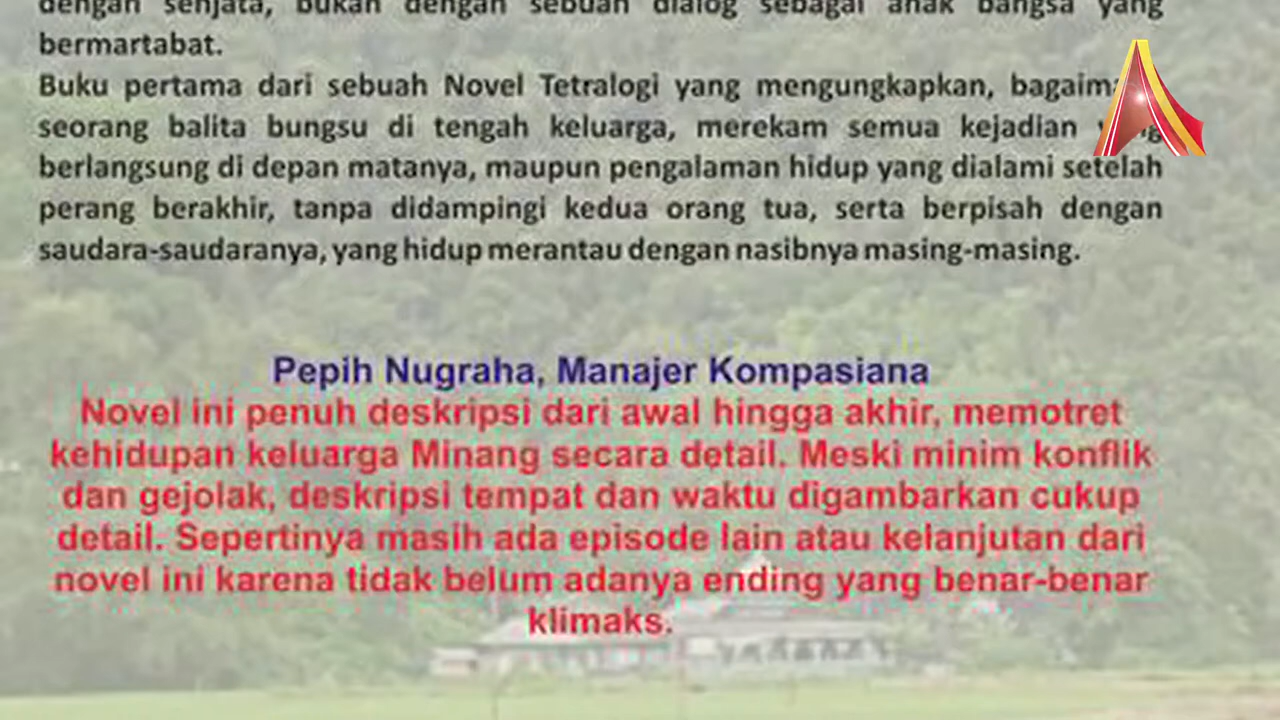 dengan senjata, bukan dengan sebuah dialog sebagai anak bangsa yang
bermartabat.
Buku pertama dari sebuah Novel Tetralogi yang mengungkapkan,
seorang balita bungsu di tengah keluarga, merekam semua kejadian
berlangsung di depan matanya, maupun pengalaman hidup yang dialami setelah
perang berakhir, tanpa didampingi kedua orang tua, serta berpisah dengan
saudara-saudaranya, yang hidup merantau dengan nasibnya masing-masing.
Pepih Nugraha, Manajer Kompasiana
Novel ini penuh deskripsi dari awal hingga akhir, memotret
kehidupan keluarga Minang secara detail. Meski minim konflik
dan gejolak, deskripsi tempat dan waktu digambarkan cukup
detail. Sepertinya masih ada episode lain atau kelanjutan dari
novel ini karena tidak belum adanya ending yang benar-benar
klimaks.